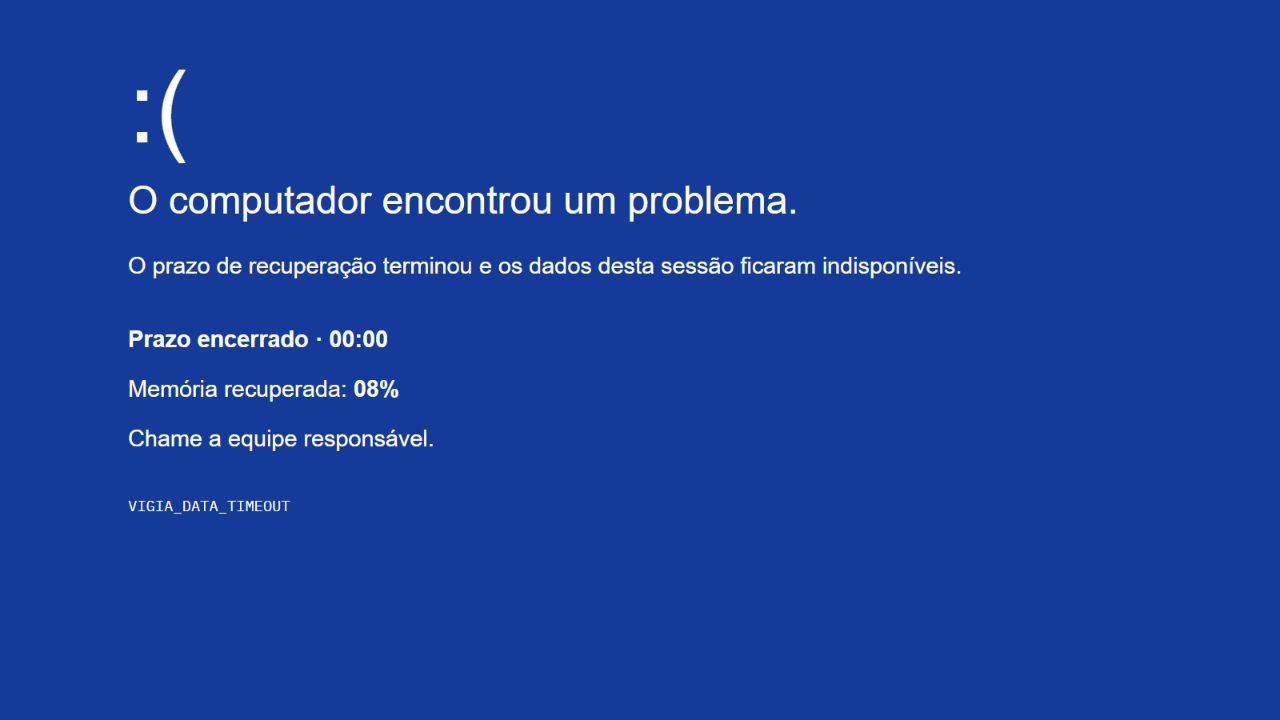 :(
O computador encontrou um problema.
O prazo de recuperação terminou e os dados desta sessão ficaram indisponíveis.
Prazo encerrado · 00:00
Memória recuperada: 08%
Chame a equipe responsável.
VIGIA_DATA_TIMEOUT